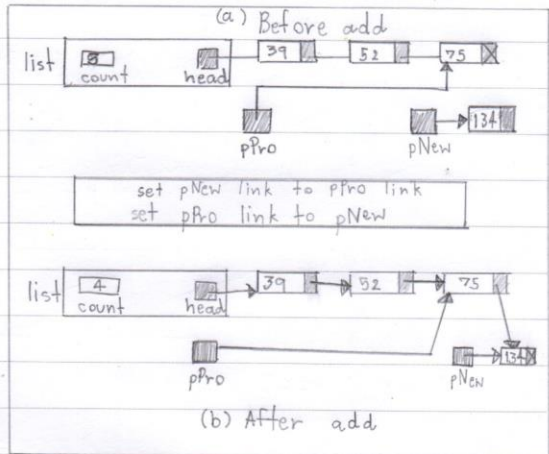 (a) Before add
list
count
head
39
52
75
pPro
pNew
134
set pNew link to pPro link
set pPro link to pNew
list
4
count
head
39
52
75
pPro
pNew
134
(b) After add